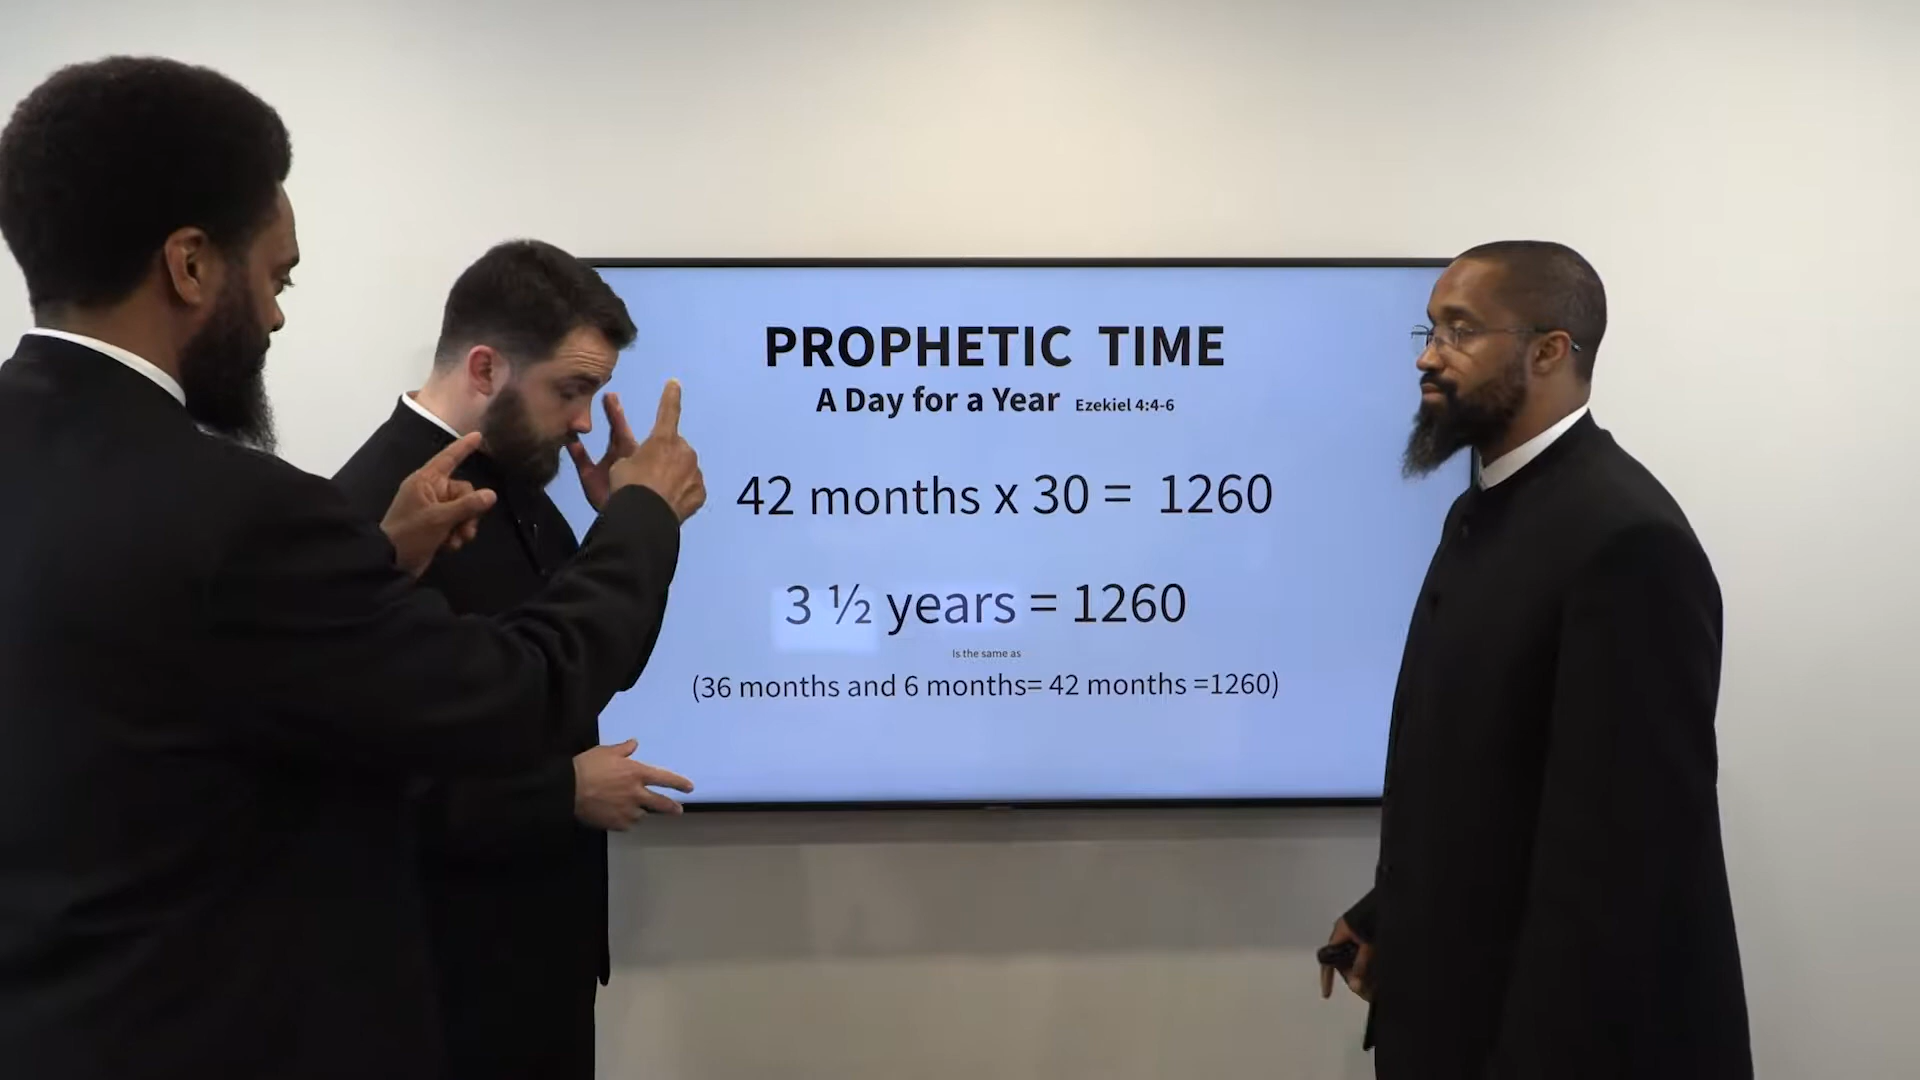 PROPHETIC TIME
A Day for a Year Ezekiel 4:4-6
42 months x 30 = 1260
3 ½ years = 1260
Is the same as
(36 months and 6 months= 42 months =1260)